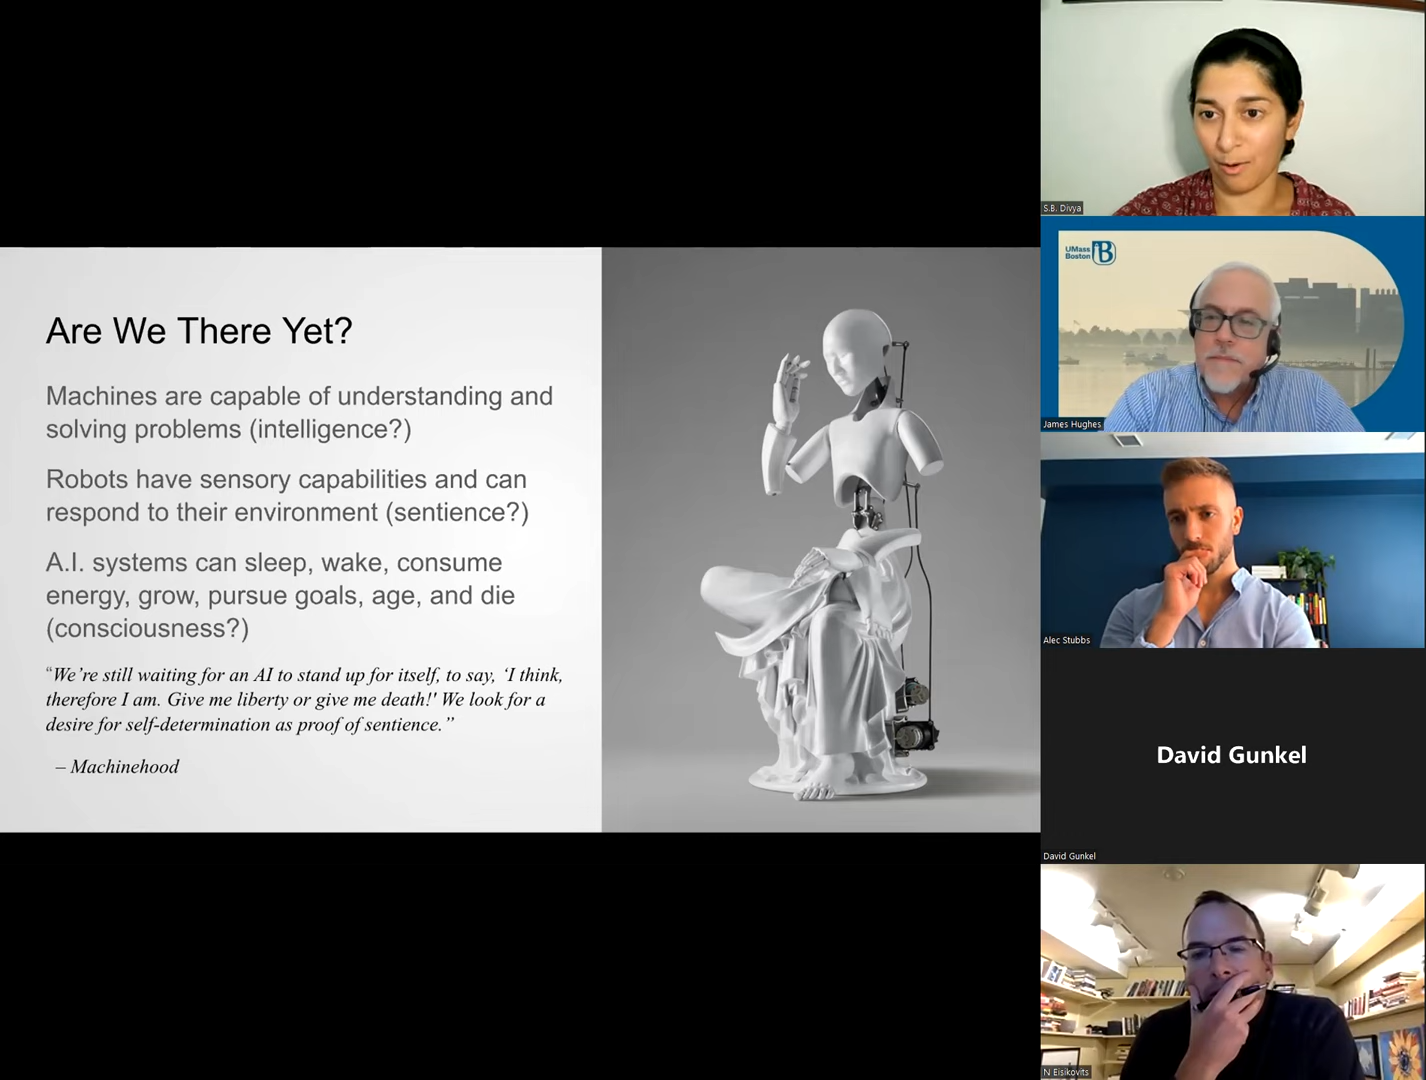 Are We There Yet?
Machines are capable of understanding and
solving problems (intelligence?)
Robots have sensory capabilities and can
respond to their environment (sentience?)
A.I. systems can sleep, wake, consume
energy, grow, pursue goals, age, and die
(consciousness?)
“We’re still waiting for an AI to stand up for itself, to say, ‘I think,
therefore I am. Give me liberty or give me death!' We look for a
desire for self-determination as proof of sentience.”
– Machinehood
S.B. Divya
UMass
Boston
B
James Hughes
Alec Stubbs
David Gunkel
David Gunkel
N Eisikovits